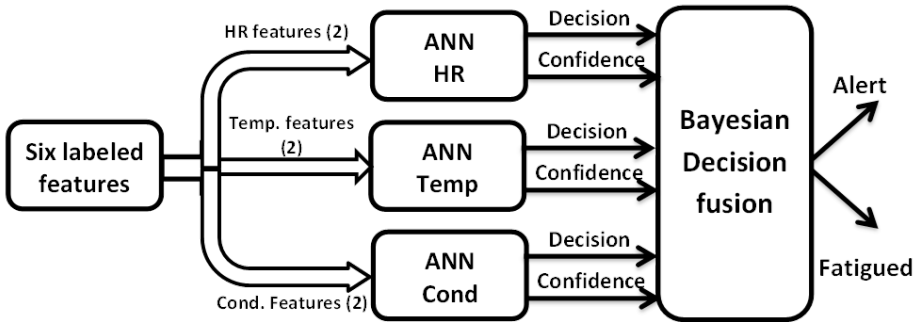 Six labeled
features
HR features (2)
Temp. features
(2)
Cond. Features (2)
ANN
HR
ANN
Temp
ANN
Cond
Decision
Confidence
Decision
Confidence
Decision
Confidence
Bayesian
Decision
fusion
Alert
Fatigued